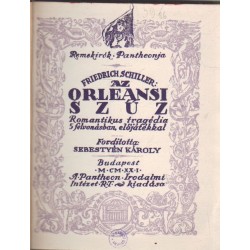 Remekírók Pantheonja
FRIEDRICH SCHILLER:
AZ
ORLEANSI
SZŰZ
Romantikus tragédia
5 felvonásban, előjátékkal
Fordította
SEBESTYÉN KÁROLY
Budapest
M·CM·XX·I·
A Pantheon Irodalmi
Intézet R-T kiadása